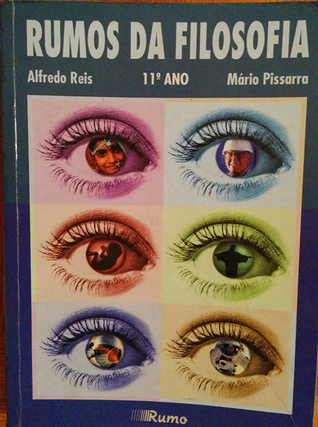 RUMOS DA FILOSOFIA
Alfredo Reis 11º ANO Mário Pissarra
Rumo